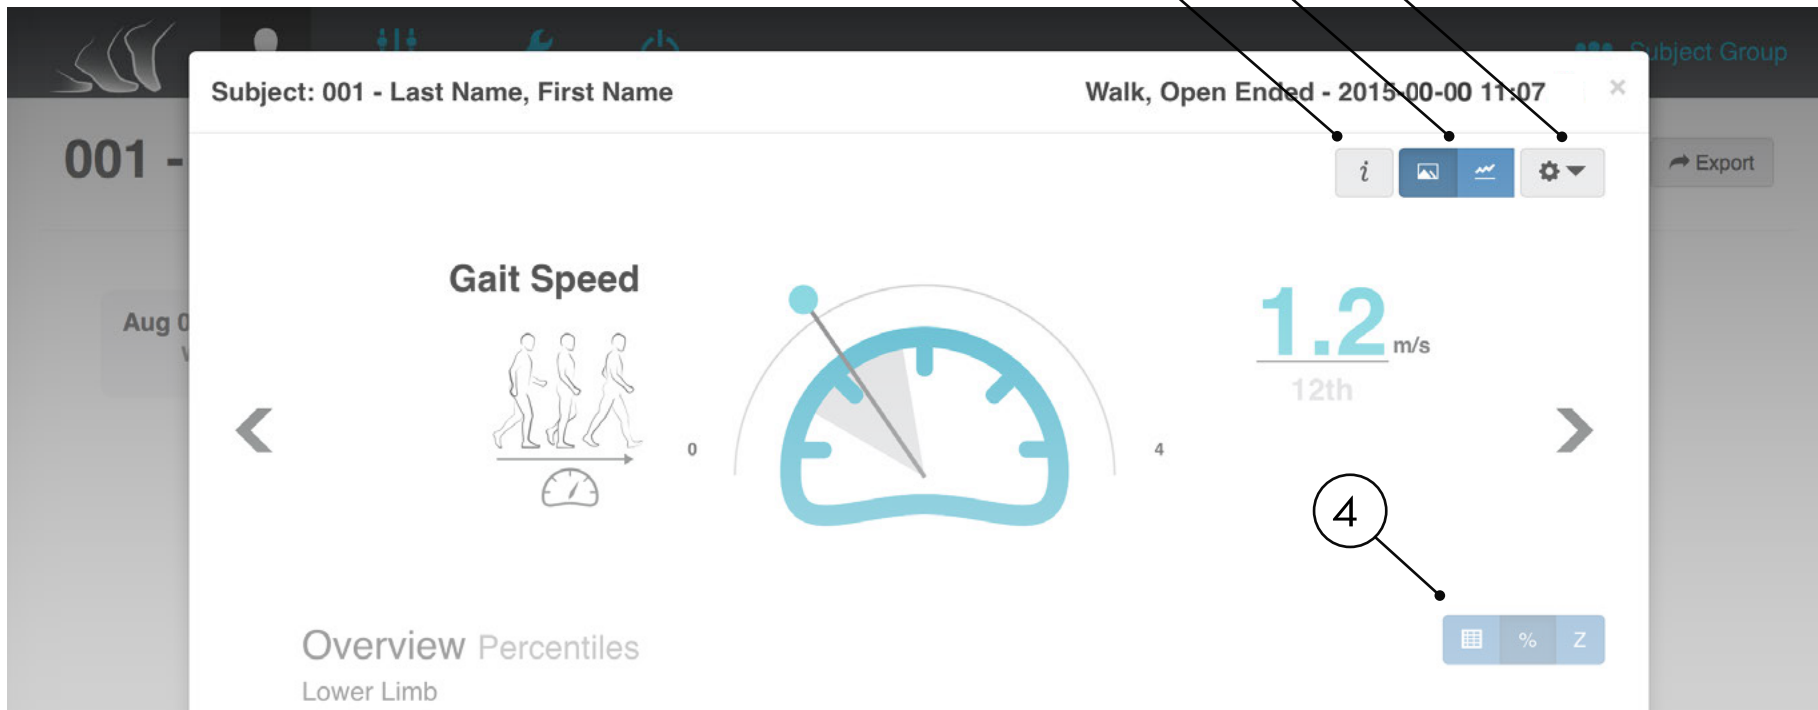 Subject Group
Subject: 001 - Last Name, First Name
Walk, Open Ended - 2015-00-00 11:07
×
001 -
i
Export
Gait Speed
Aug 0
1.2 m/s
12th
0
4
4
Overview Percentiles
% Z
Lower Limb